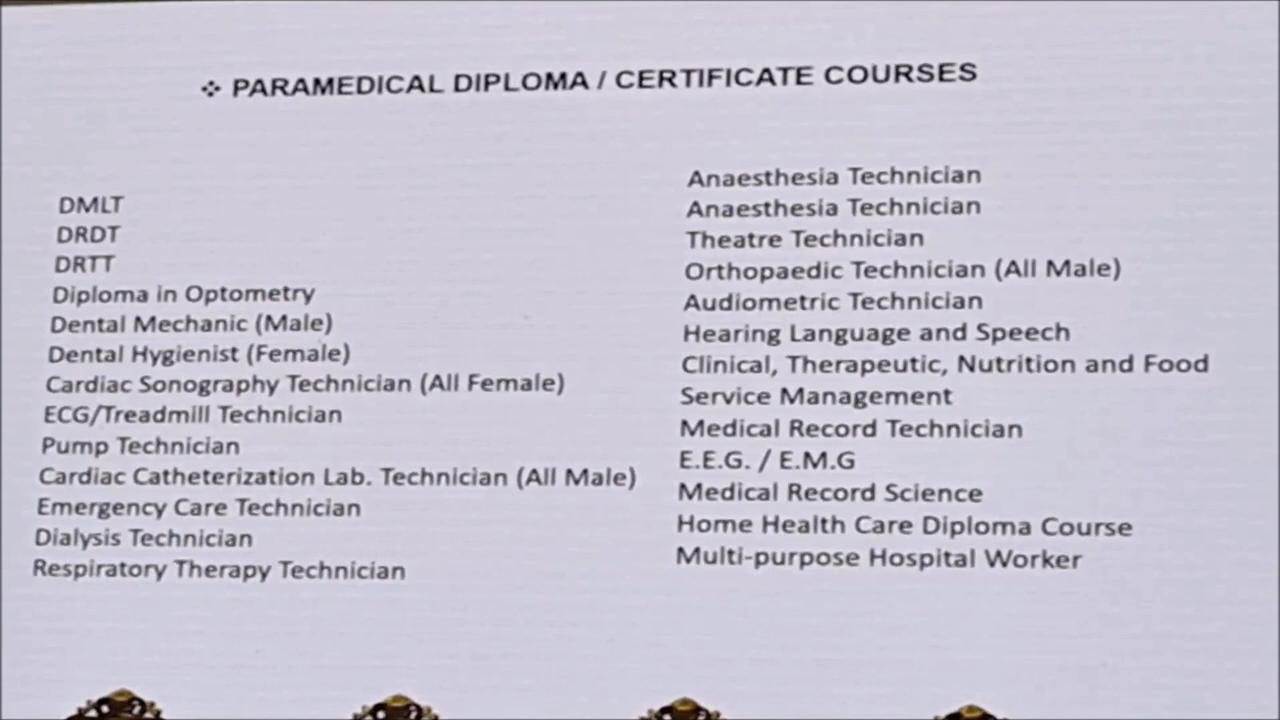 ❖ PARAMEDICAL DIPLOMA / CERTIFICATE COURSES
DMLT
DRDT
DRTT
Diploma in Optometry
Dental Mechanic (Male)
Dental Hygienist (Female)
Cardiac Sonography Technician (All Female)
ECG/Treadmill Technician
Pump Technician
Cardiac Catheterization Lab. Technician (All Male)
Emergency Care Technician
Dialysis Technician
Respiratory Therapy Technician
Anaesthesia Technician
Anaesthesia Technician
Theatre Technician
Orthopaedic Technician (All Male)
Audiometric Technician
Hearing Language and Speech
Clinical, Therapeutic, Nutrition and Food
Service Management
Medical Record Technician
E.E.G. / E.M.G
Medical Record Science
Home Health Care Diploma Course
Multi-purpose Hospital Worker